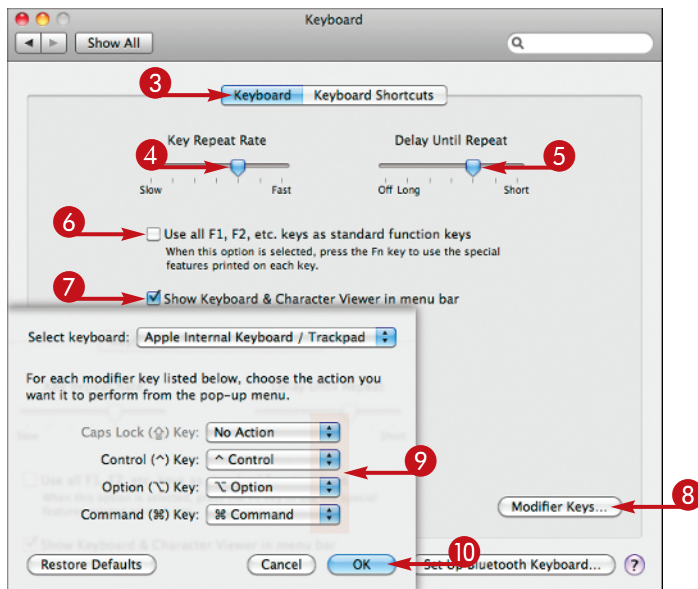 Keyboard
Show All
3
Keyboard Keyboard Shortcuts
Key Repeat Rate Delay Until Repeat
4 5
Slow Fast Off Long Short
6
Use all F1, F2, etc. keys as standard function keys
When this option is selected, press the Fn key to use the special
features printed on each key.
7
Show Keyboard & Character Viewer in menu bar
Select keyboard: Apple Internal Keyboard / Trackpad
For each modifier key listed below, choose the action you
want it to perform from the pop-up menu.
Caps Lock (⇪) Key: No Action
Control (^) Key: ^ Control
Option (⌥) Key: ⌥ Option
Command (⌘) Key: ⌘ Command
9
Modifier Keys... 8
10
Restore Defaults Cancel OK Set Up Bluetooth Keyboard... ?